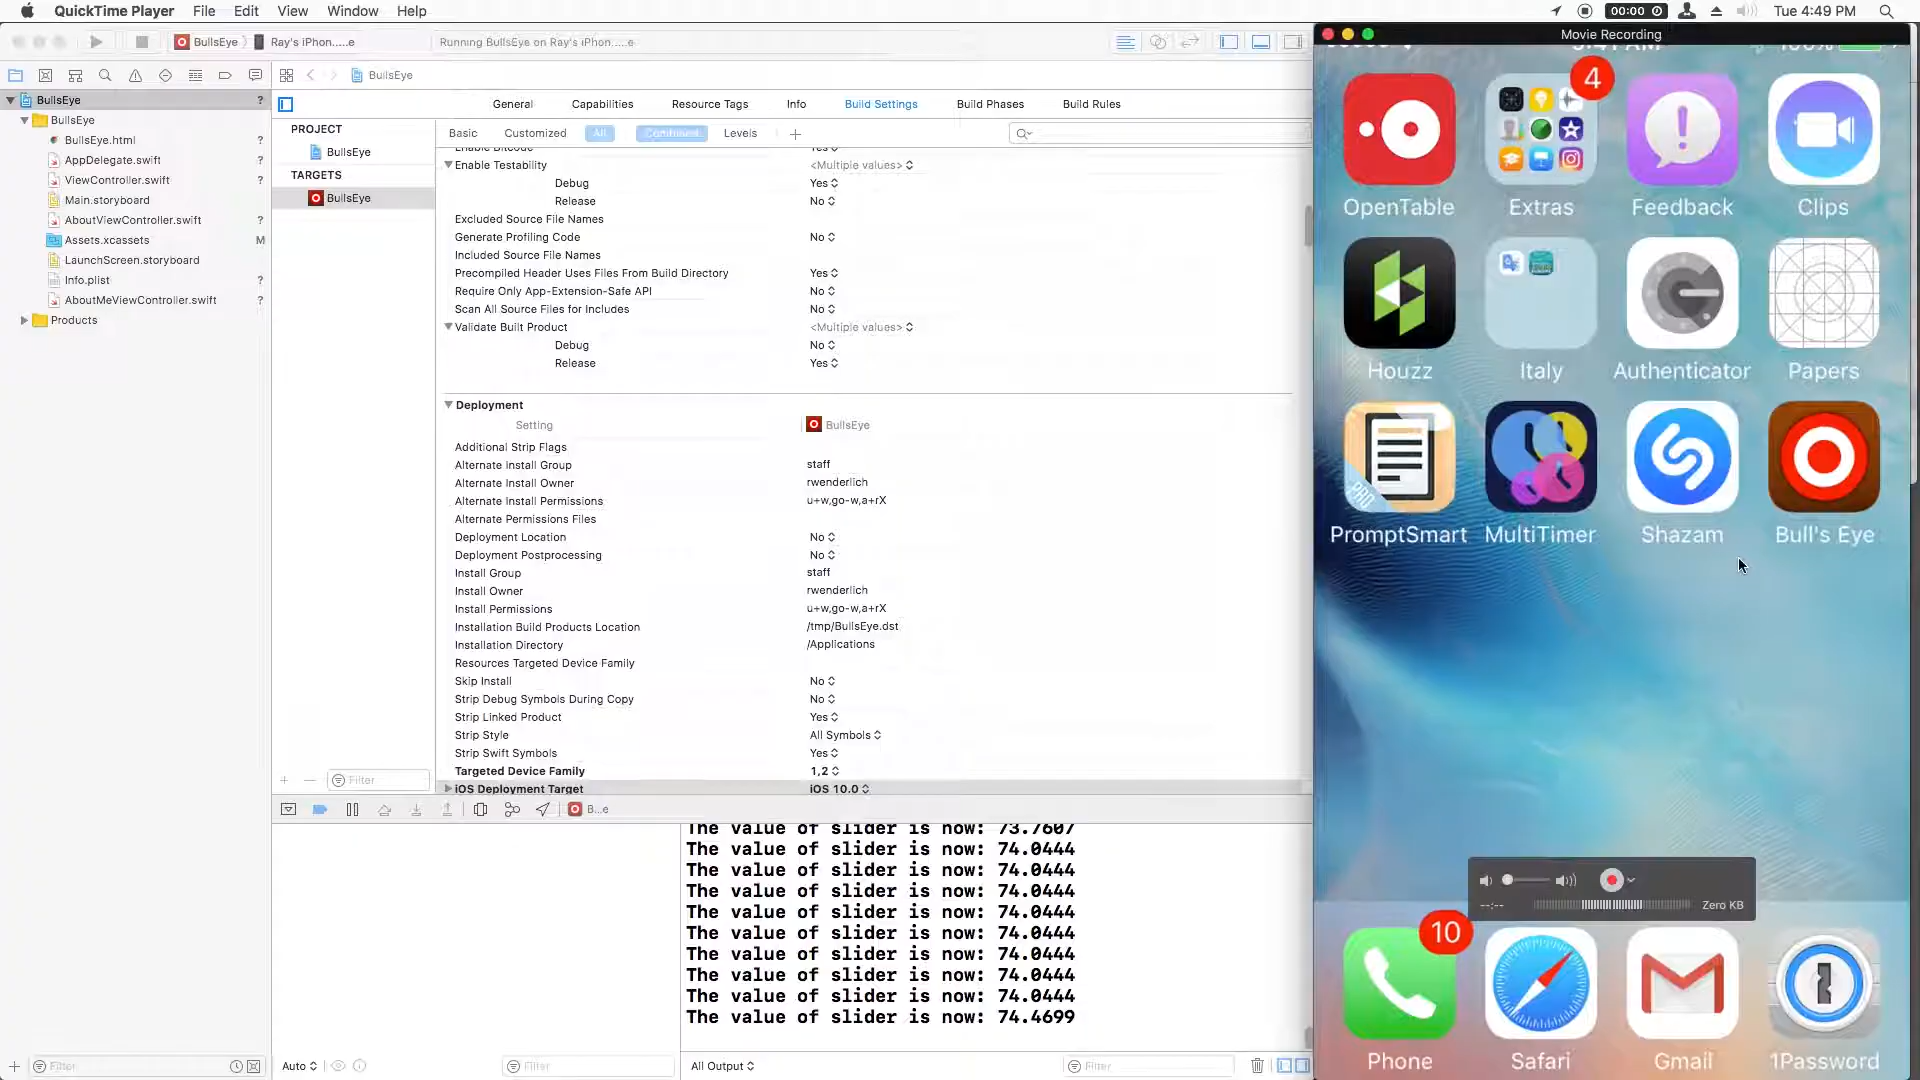 QuickTime Player File Edit View Window Help
00:00
Tue 4:49 PM
BullsEye
Ray's iPhon.....e
Running BullsEye on Ray's iPhon.....e
Movie Recording
BullsEye
BullsEye ?
BullsEye
BullsEye.html
AppDelegate.swift ?
ViewController.swift ?
Main.storyboard
AboutViewController.swift ?
Assets.xcassets M
LaunchScreen.storyboard
Info.plist ?
AboutMeViewController.swift ?
Products
Filter
General Capabilities Resource Tags Info Build Settings Build Phases Build Rules
PROJECT
BullsEye
TARGETS
BullsEye
Filter
Basic Customized All Combined Levels
Enable Bitcode Yes
Enable Testability <Multiple values>
Debug Yes
Release No
Excluded Source File Names
Generate Profiling Code No
Included Source File Names
Precompiled Header Uses Files From Build Directory Yes
Require Only App-Extension-Safe API No
Scan All Source Files for Includes No
Validate Built Product <Multiple values>
Debug No
Release Yes
Deployment
Setting BullsEye
Additional Strip Flags
Alternate Install Group staff
Alternate Install Owner rwenderlich
Alternate Install Permissions u+w,go-w,a+rX
Alternate Permissions Files
Deployment Location No
Deployment Postprocessing No
Install Group staff
Install Owner rwenderlich
Install Permissions u+w,go-w,a+rX
Installation Build Products Location /tmp/BullsEye.dst
Installation Directory /Applications
Resources Targeted Device Family
Skip Install No
Strip Debug Symbols During Copy No
Strip Linked Product Yes
Strip Style All Symbols
Strip Swift Symbols Yes
Targeted Device Family 1,2
iOS Deployment Target iOS 10.0
B...e
The value of slider is now: 73.7607
The value of slider is now: 74.0444
The value of slider is now: 74.0444
The value of slider is now: 74.0444
The value of slider is now: 74.0444
The value of slider is now: 74.0444
The value of slider is now: 74.0444
The value of slider is now: 74.0444
The value of slider is now: 74.0444
The value of slider is now: 74.4699
Auto
Filter
All Output
Filter
4
OpenTable Extras Feedback Clips
Houzz Italy Authenticator Papers
PRO
PromptSmart MultiTimer Shazam Bull's Eye
--:-- Zero KB
10
Phone Safari Gmail 1Password